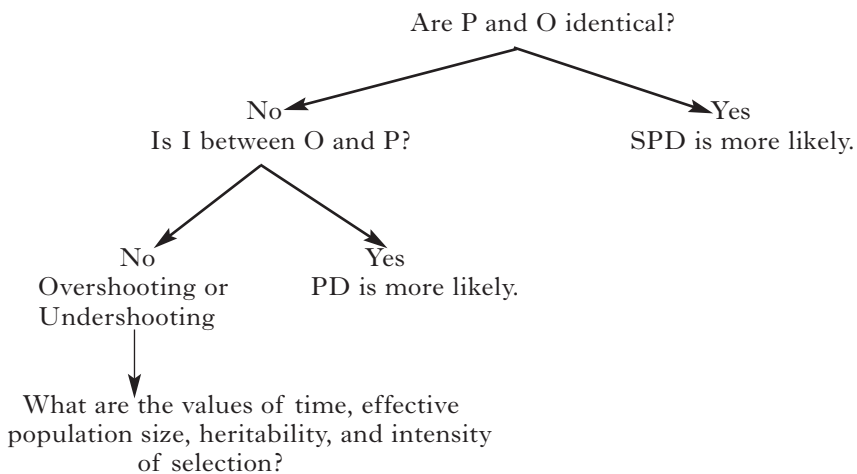 Are P and O identical?
No
Yes
Is I between O and P?
SPD is more likely.
No
Yes
Overshooting or
PD is more likely.
Undershooting
What are the values of time, effective
population size, heritability, and intensity
of selection?